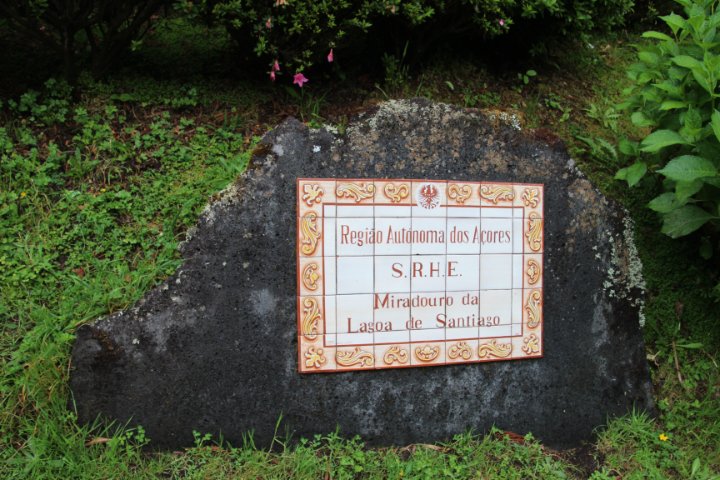 Região Autónoma dos Açores
S.R.H.E.
Miradouro da
Lagoa de Santiago